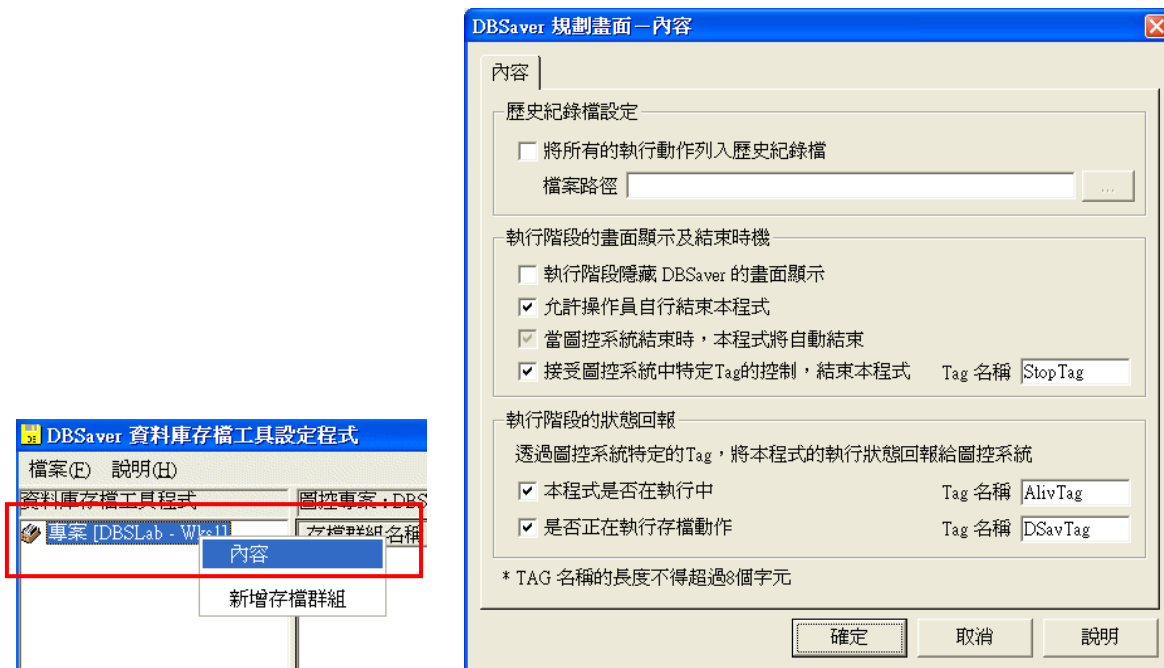 DBSaver 規劃畫面－內容
內容
歷史紀錄檔設定
將所有的執行動作列入歷史紀錄檔
檔案路徑
...
執行階段的畫面顯示及結束時機
執行階段隱藏 DBSaver 的畫面顯示
允許操作員自行結束本程式
當圖控系統結束時，本程式將自動結束
接受圖控系統中特定Tag的控制，結束本程式 Tag 名稱 StopTag
執行階段的狀態回報
透過圖控系統特定的Tag，將本程式的執行狀態回報給圖控系統
本程式是否在執行中 Tag 名稱 AlivTag
是否正在執行存檔動作 Tag 名稱 DSavTag
* TAG 名稱的長度不得超過8個字元
確定 取消 說明
DBSaver 資料庫存檔工具設定程式
檔案(F) 說明(H)
資料庫存檔工具程式 圖控專案：DBS
專案 [DBSLab - Wks1] 存檔群組名稱
內容
新增存檔群組